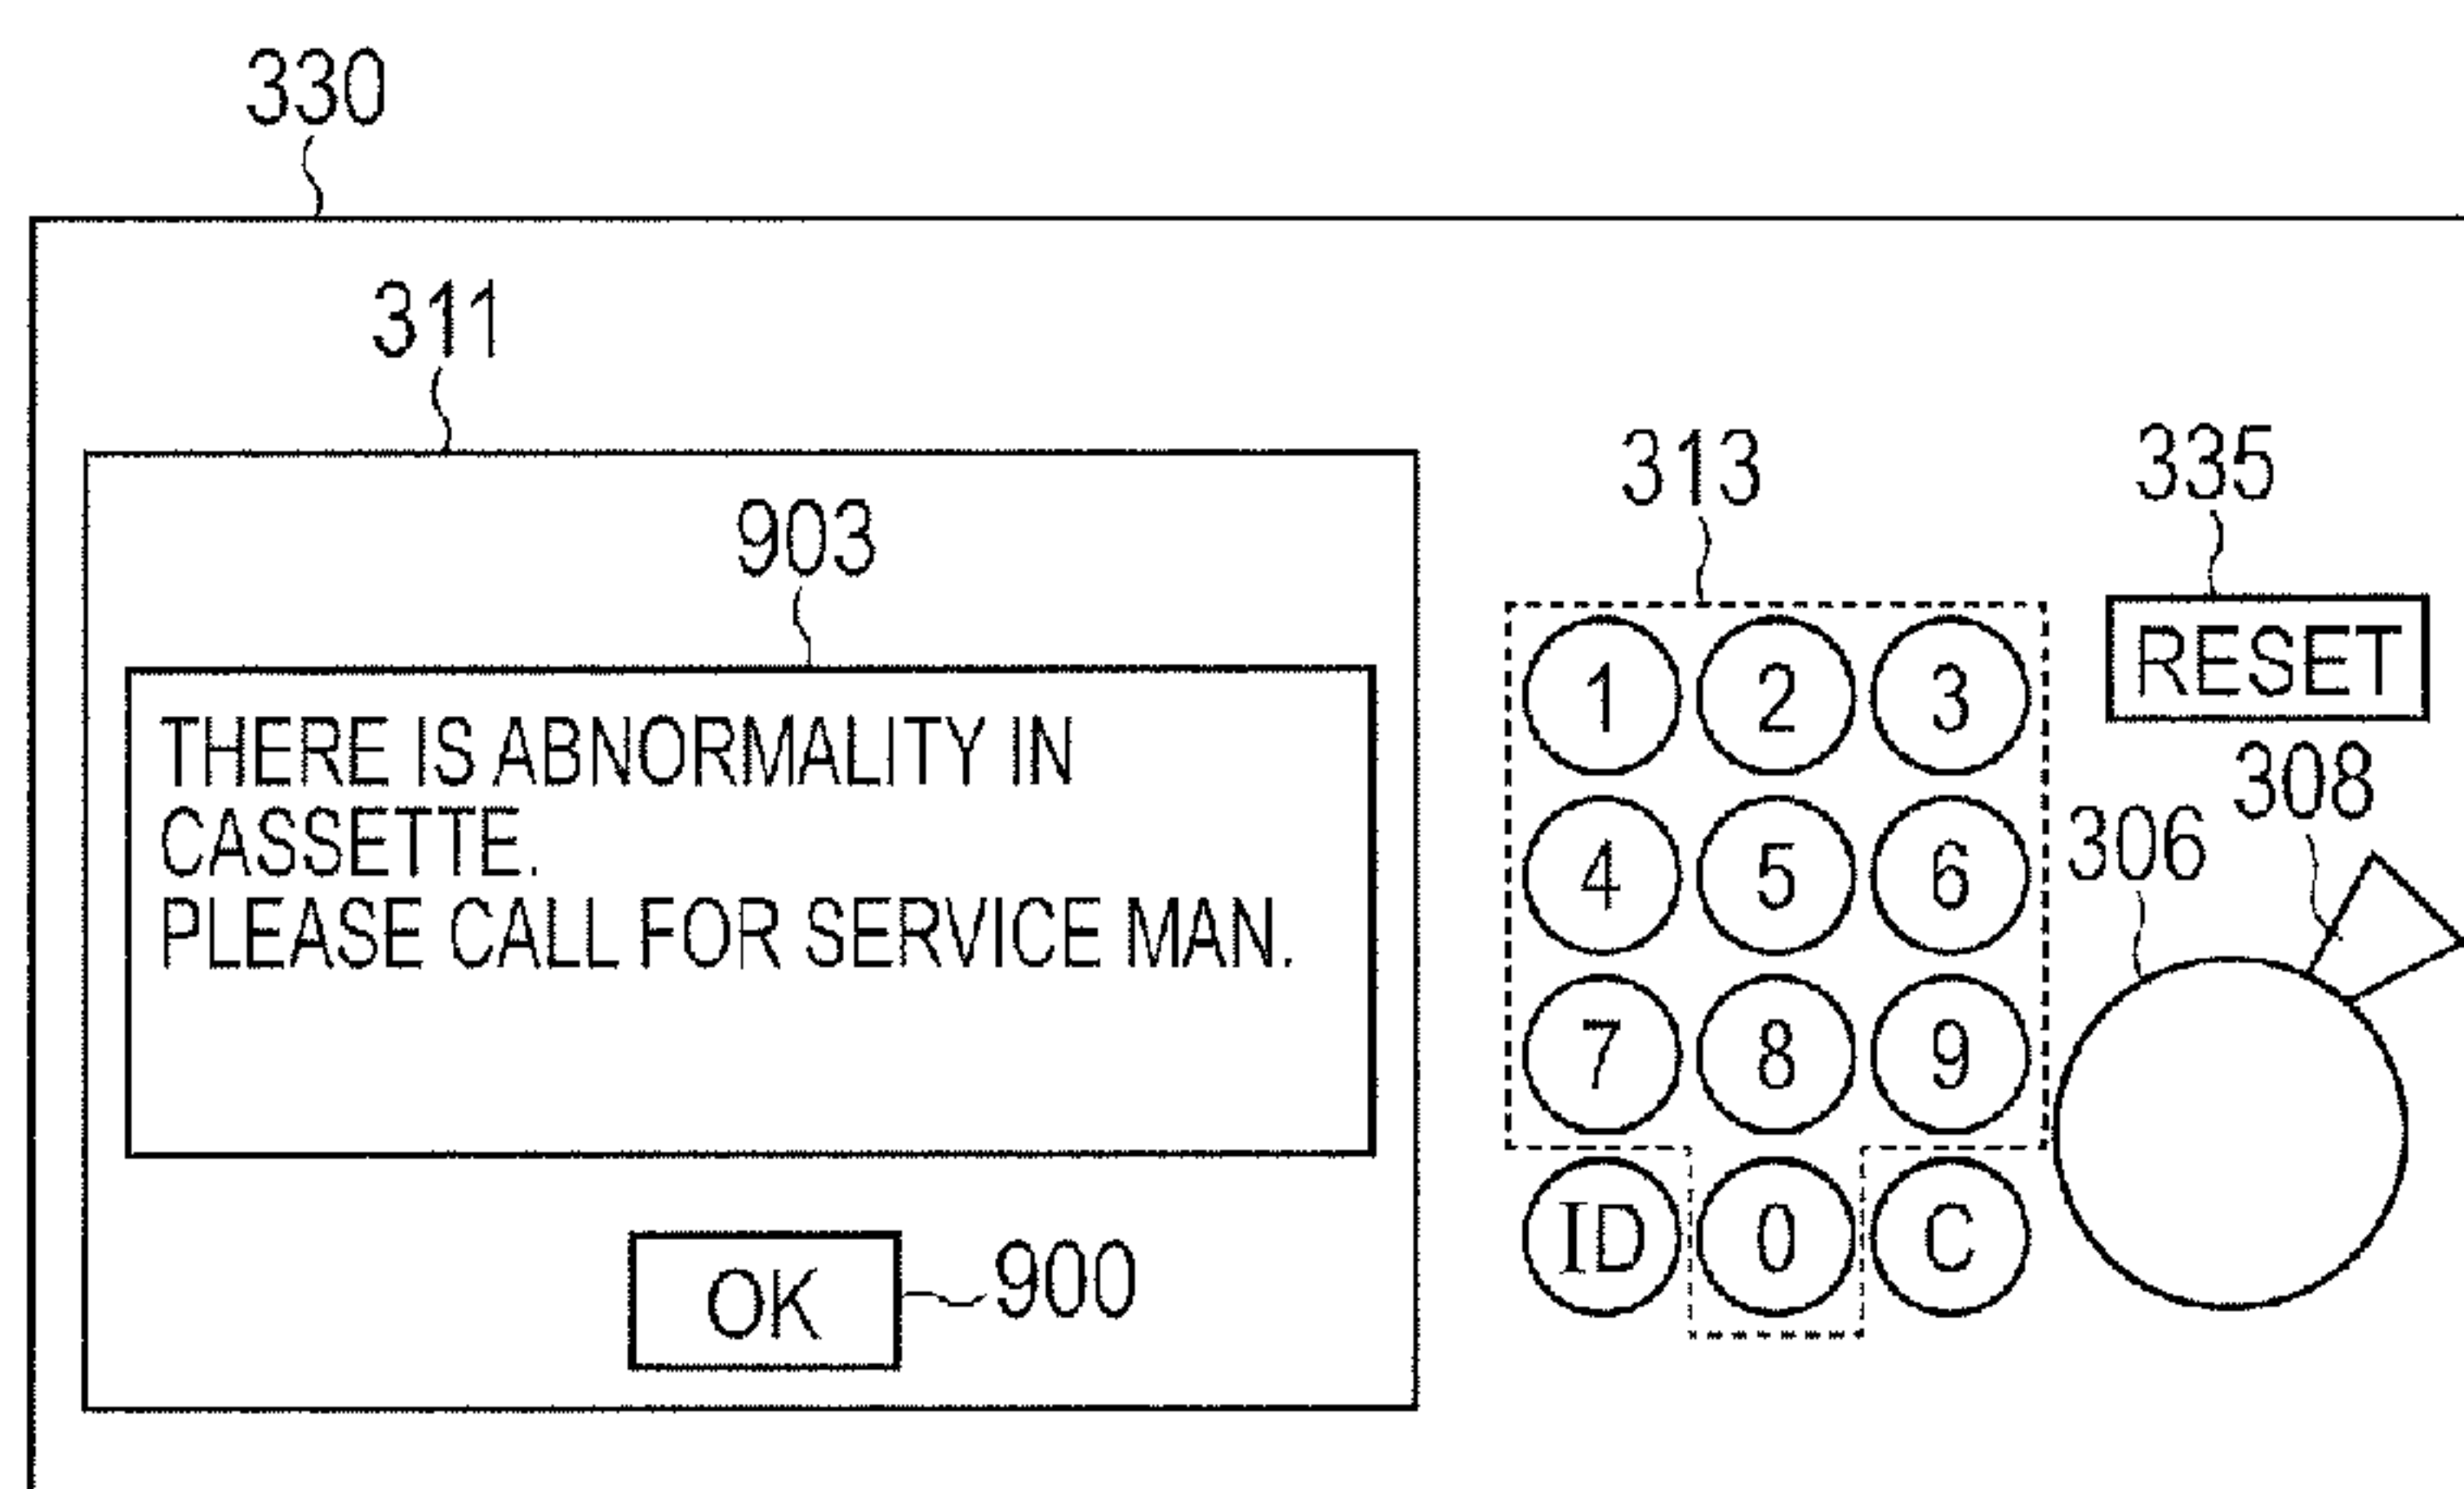 330
311
903
THERE IS ABNORMALITY IN
CASSETTE.
PLEASE CALL FOR SERVICE MAN.
OK
900
313
1 2 3
4 5 6
7 8 9
ID 0 C
335
RESET
308
306